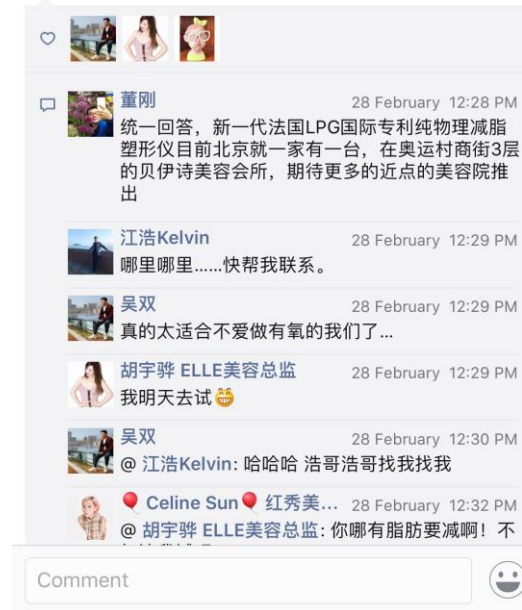 董刚
28 February 12:28 PM
统一回答，新一代法国LPG国际专利纯物理减脂
塑形仪目前北京就一家有一台，在奥运村商街3层
的贝伊诗美容会所，期待更多的近点的美容院推
出
江浩Kelvin
28 February 12:29 PM
哪里哪里……快帮我联系。
吴双
28 February 12:29 PM
真的太适合不爱做有氧的我们了...
胡宇骅 ELLE美容总监
28 February 12:29 PM
我明天去试😁
吴双
28 February 12:30 PM
@ 江浩Kelvin: 哈哈哈 浩哥浩哥找我找我
🎈 Celine Sun🎈 红秀美...
28 February 12:32 PM
@ 胡宇骅 ELLE美容总监: 你哪有脂肪要减啊！不
Comment